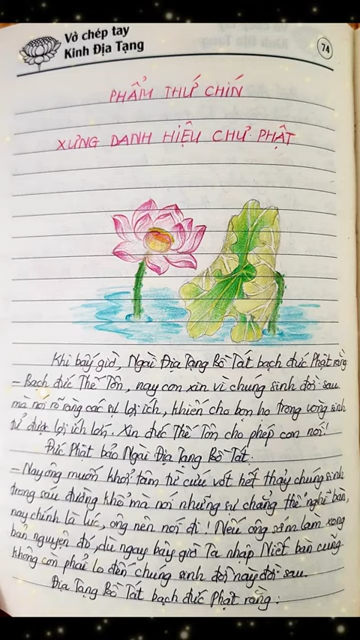 Vở chép tay
Kinh Địa Tạng
74
PHẨM THỨ CHÍN
XƯNG DANH HIỆU CHƯ PHẬT
Khi bấy giờ, Ngài Địa Tạng Bồ Tát bạch đức Phật rằng
- Bạch đức Thế Tôn, nay con xin vì chúng sinh đời sau
mà nói rõ ràng các sự lợi ích, khiến cho bọn họ trong vòng sinh
tử được lợi ích lớn. Xin đức Thế Tôn cho phép con nói!
Đức Phật bảo Ngài Địa Tạng Bồ Tát.
- Nay ông muốn khởi tâm từ cứu vớt hết thảy chúng sinh
trong sáu đường khổ mà nói những sự chẳng thể nghĩ bàn,
nay chính là lúc, ông nên nói đi! Nếu ông sớm làm xong
bản nguyện đó, dù ngay bây giờ Ta nhập Niết bàn cũng
không còn phải lo đến chúng sinh đời này đời sau.
Địa Tạng Bồ Tát bạch đức Phật rằng: